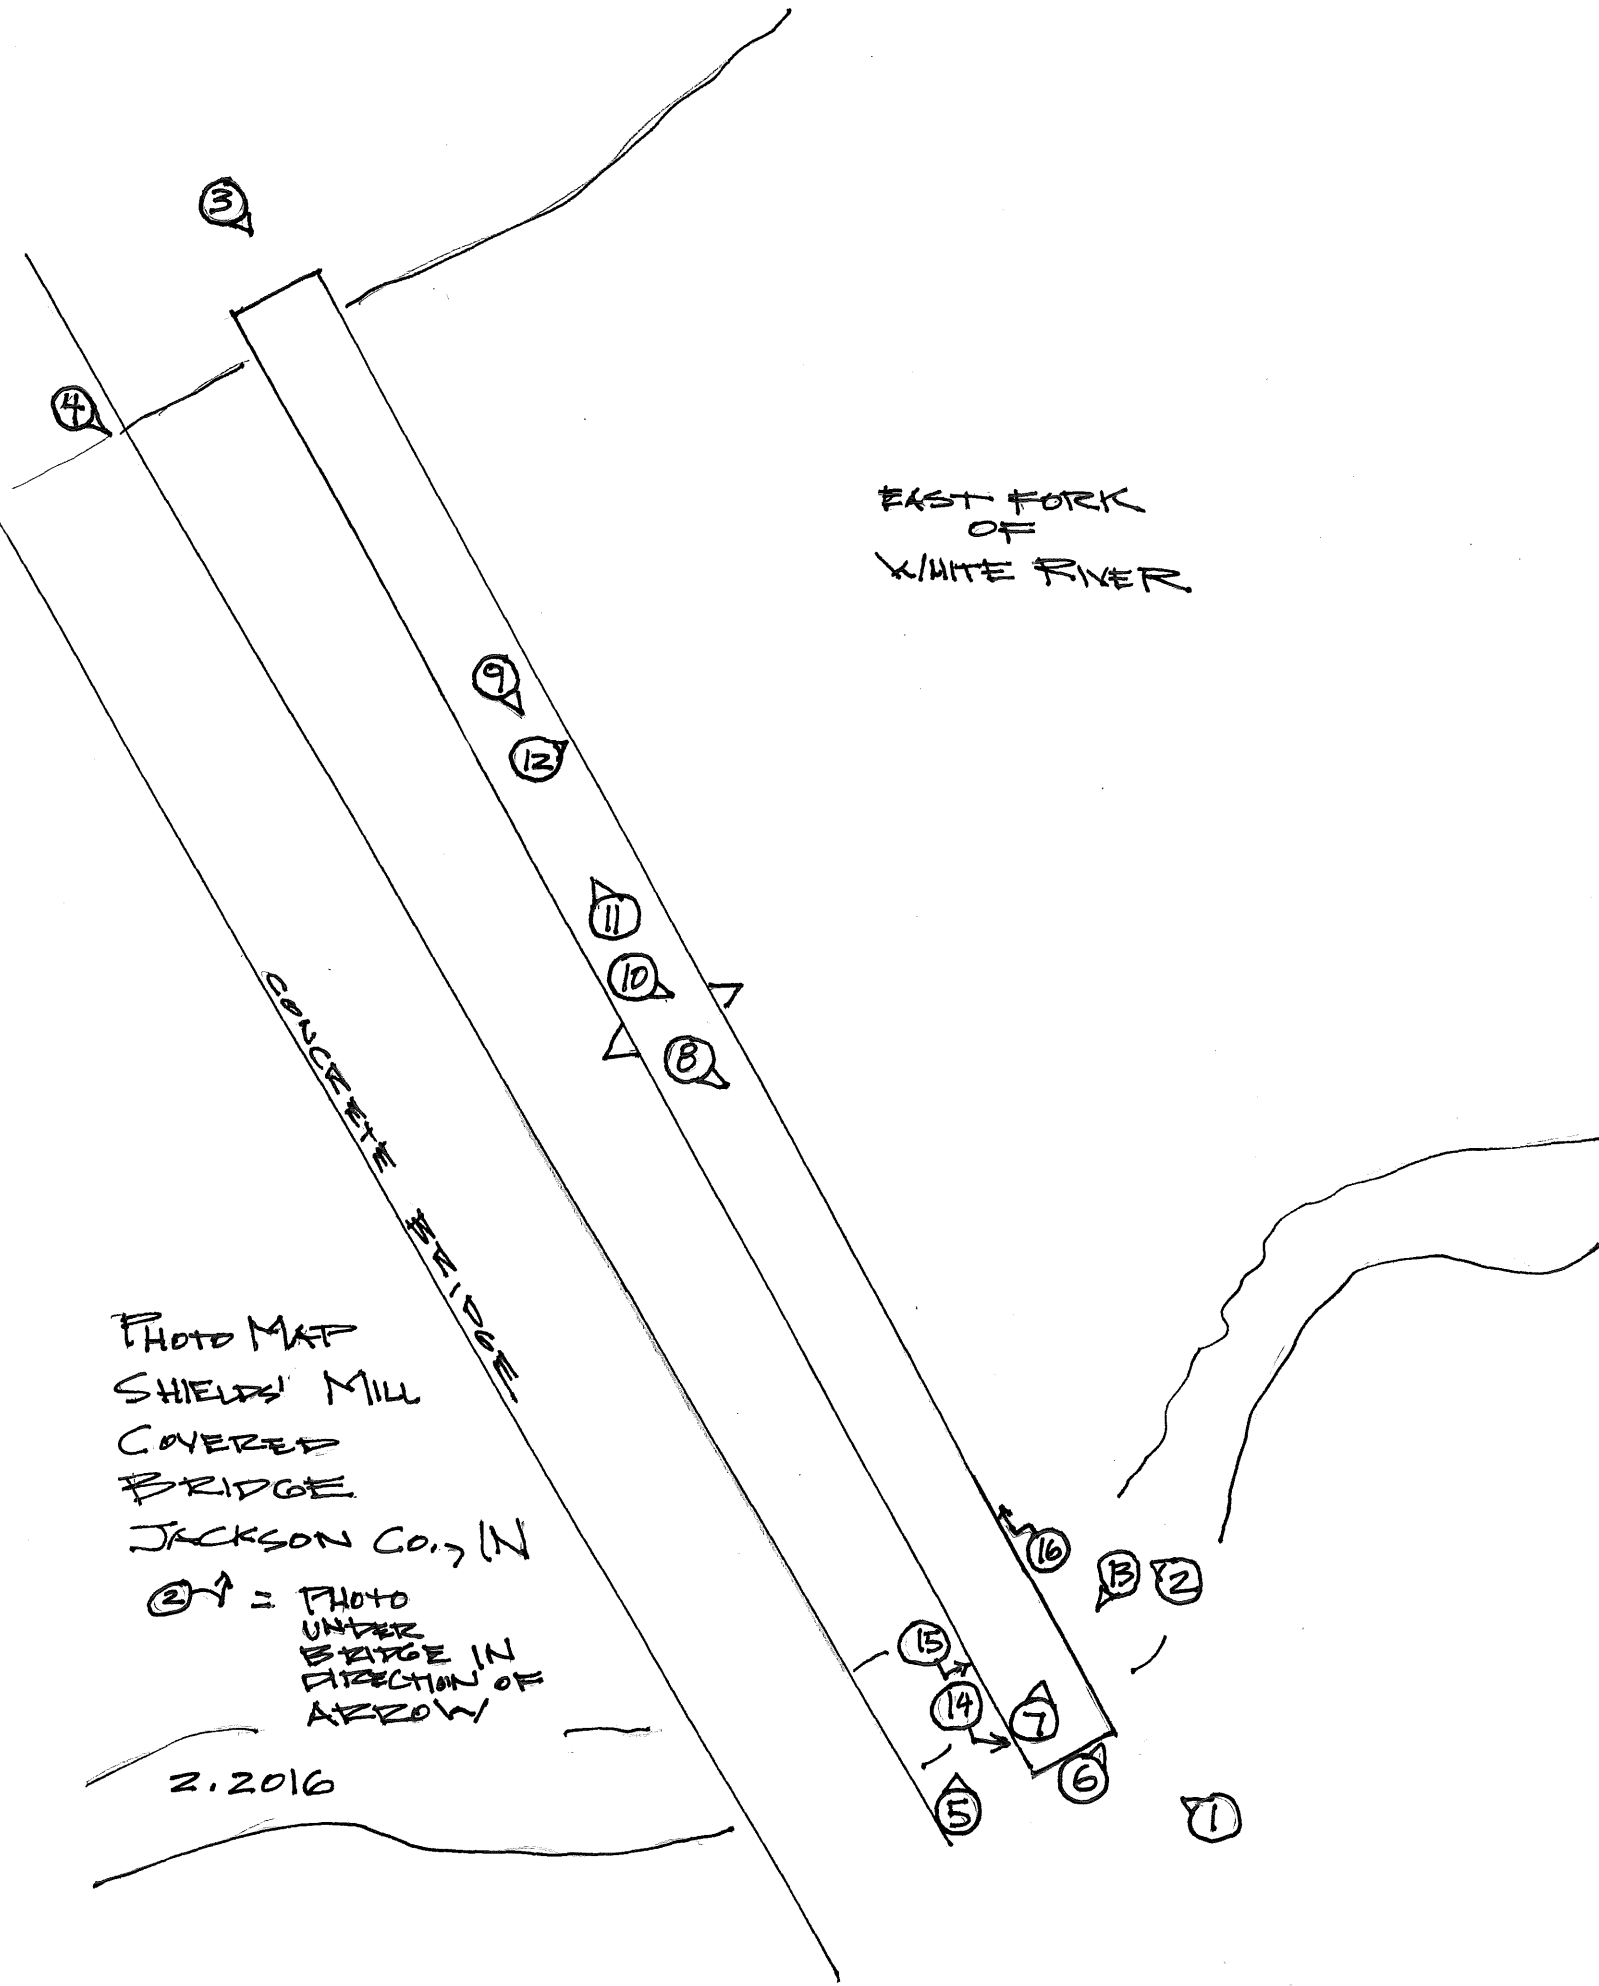 3
4
EAST FORK
OF
WHITE RIVER
9
12
11
10
8
CONCRETE BRIDGE
PHOTO MAP
SHIELDS' MILL
COVERED
BRIDGE
JACKSON CO., IN
2 = PHOTO
UNDER
BRIDGE IN
DIRECTION OF
ARROW
2.2016
16
13 2
15
14
7
6
5
1